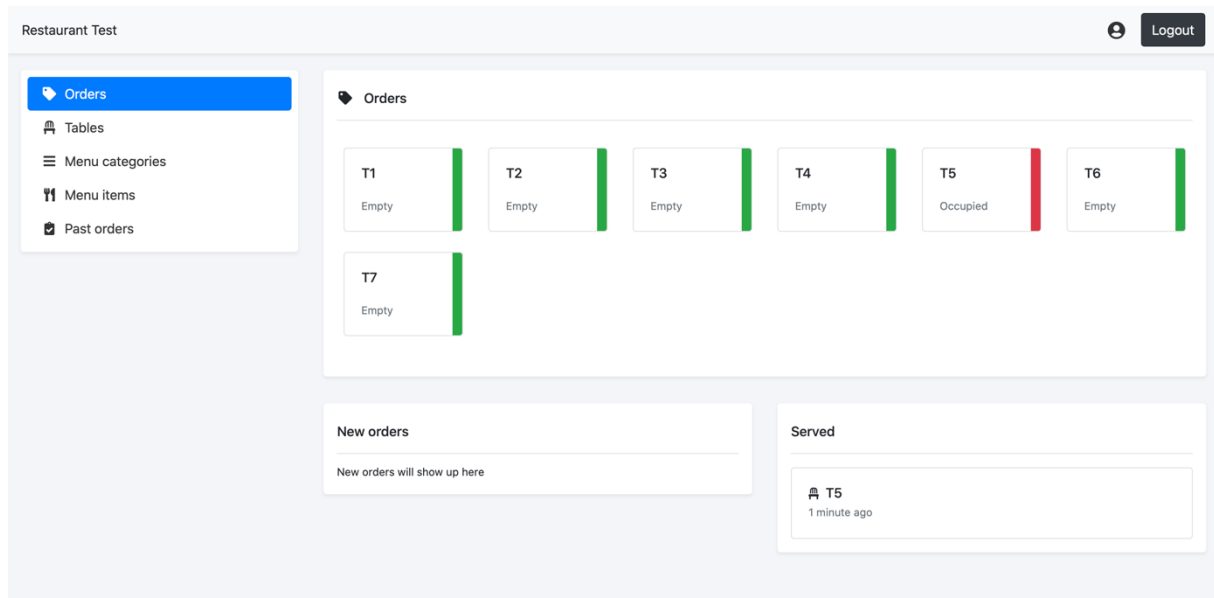 Restaurant Test
Logout
Orders
Tables
Menu categories
Menu items
Past orders
Orders
T1
Empty
T2
Empty
T3
Empty
T4
Empty
T5
Occupied
T6
Empty
T7
Empty
New orders
New orders will show up here
Served
T5
1 minute ago